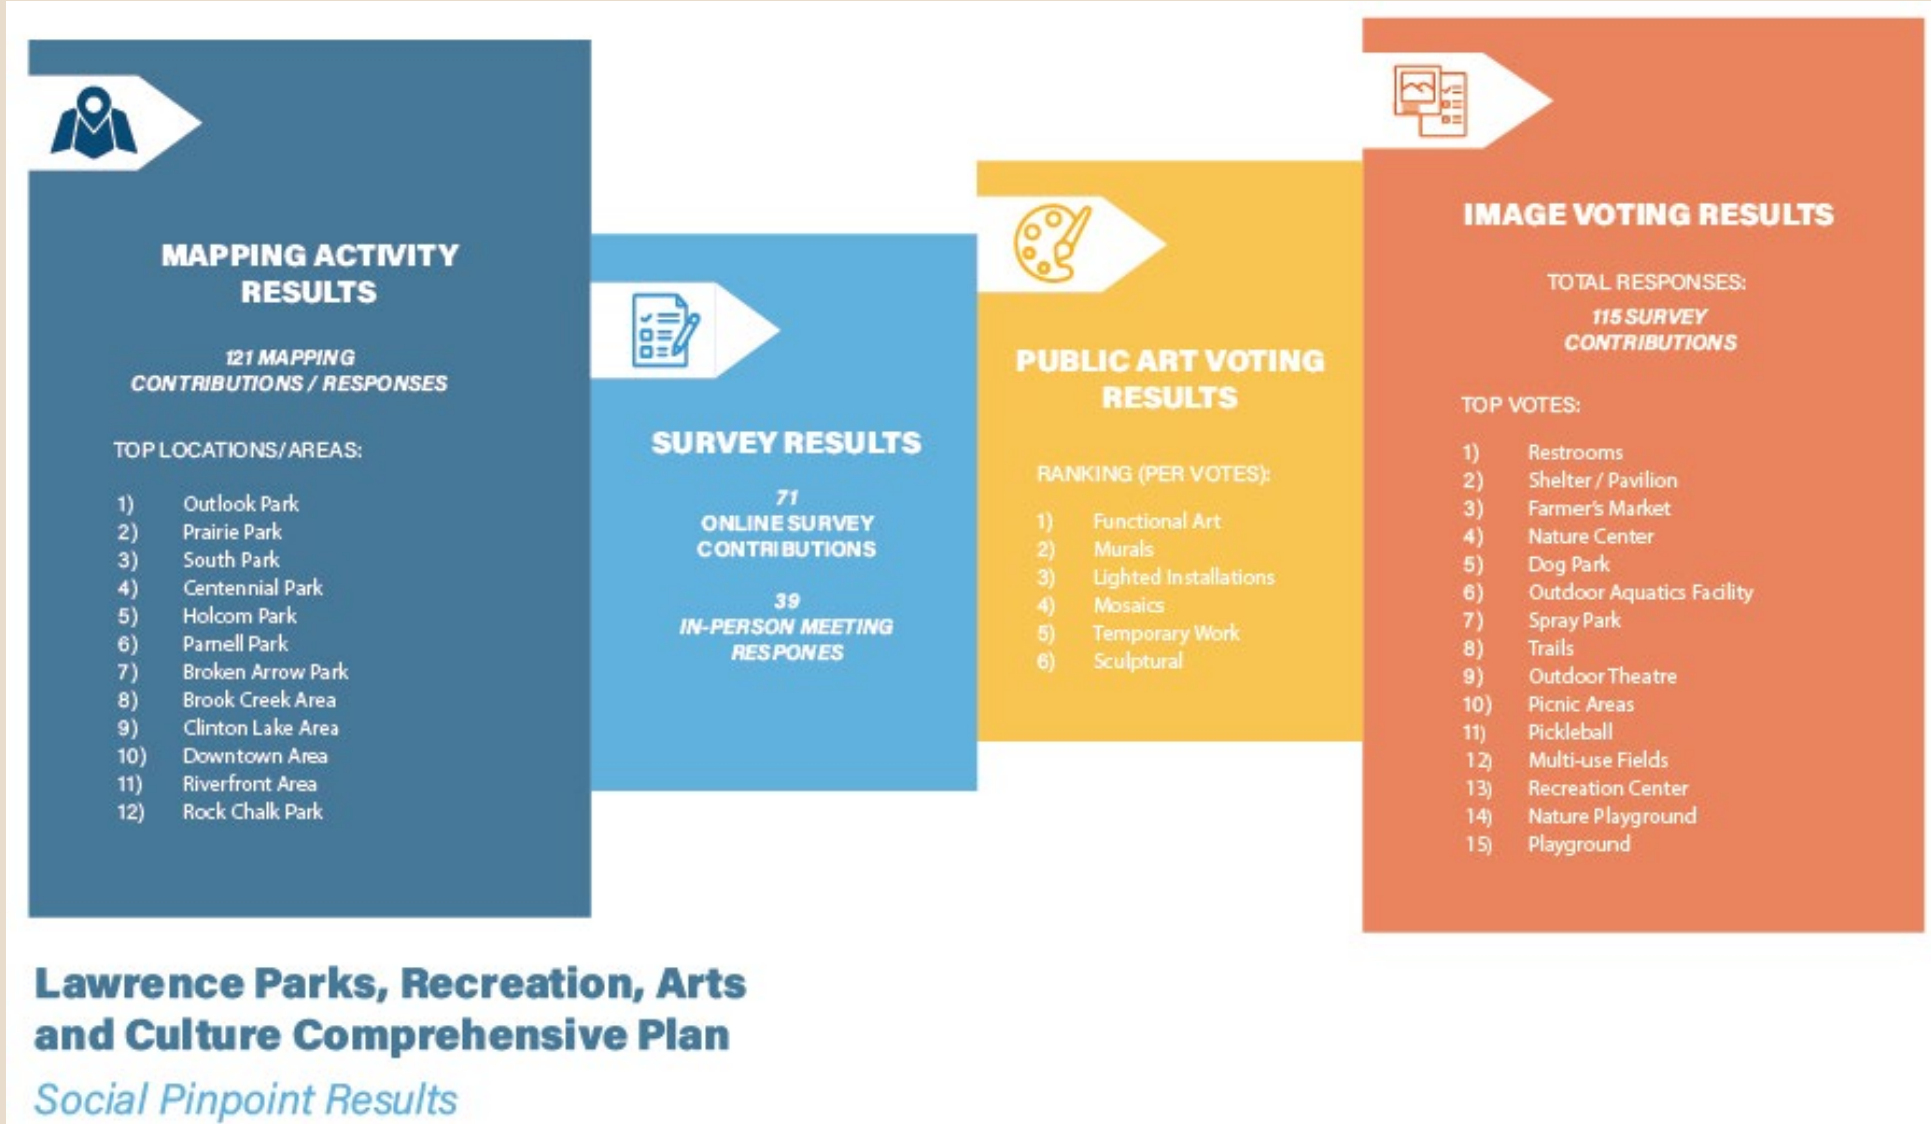 MAPPING ACTIVITY
RESULTS
121 MAPPING
CONTRIBUTIONS / RESPONSES
TOP LOCATIONS/AREAS:
1) Outlook Park
2) Prairie Park
3) South Park
4) Centennial Park
5) Holcom Park
6) Parnell Park
7) Broken Arrow Park
8) Brook Creek Area
9) Clinton Lake Area
10) Downtown Area
11) Riverfront Area
12) Rock Chalk Park
SURVEY RESULTS
71
ONLINE SURVEY
CONTRIBUTIONS
39
IN-PERSON MEETING
RESPONES
PUBLIC ART VOTING
RESULTS
RANKING (PER VOTES):
1) Functional Art
2) Murals
3) Lighted Installations
4) Mosaics
5) Temporary Work
6) Sculptural
IMAGE VOTING RESULTS
TOTAL RESPONSES:
115 SURVEY
CONTRIBUTIONS
TOP VOTES:
1) Restrooms
2) Shelter / Pavilion
3) Farmer's Market
4) Nature Center
5) Dog Park
6) Outdoor Aquatics Facility
7) Spray Park
8) Trails
9) Outdoor Theatre
10) Picnic Areas
11) Pickleball
12) Multi-use Fields
13) Recreation Center
14) Nature Playground
15) Playground
Lawrence Parks, Recreation, Arts
and Culture Comprehensive Plan
Social Pinpoint Results